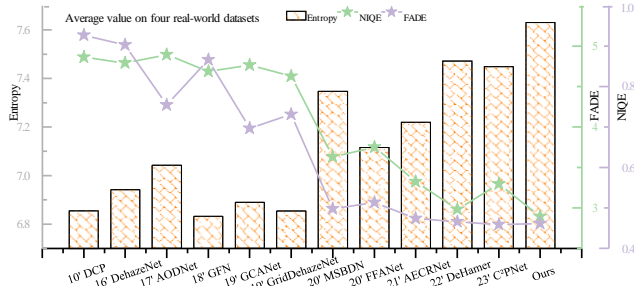 Average value on four real-world datasets
Entropy NIQE FADE
7.6
7.4
7.2
7.0
6.8
Entropy
5
4
3
FADE
1.0
0.8
0.6
0.4
NIQE
10' DCP
16' DehazeNet
17' AODNet
18' GFN
19' GCANet
19' GridDehazeNet
20' MSBDN
20' FFANet
21' AECRNet
22' DeHamer
23' C²PNet
Ours